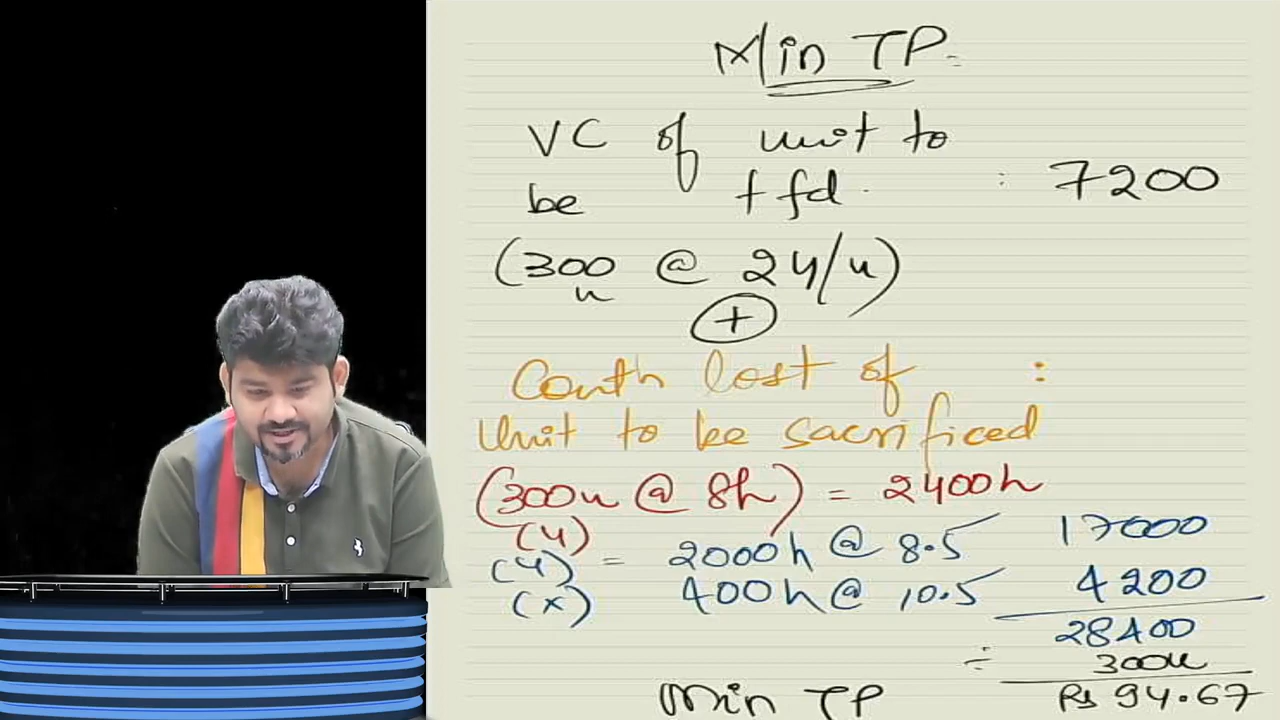 Min TP =
VC of unit to
be tfd. : 7200
(300 @ 24/u)
u
+
Conth lost of :
Unit to be sacrificed
(300u @ 8h) = 2400h
(Y)
(Y) = 2000h @ 8.5 17000
(X) 400h @ 10.5 4200
28400
÷ 300u
Min TP Rs 94.67